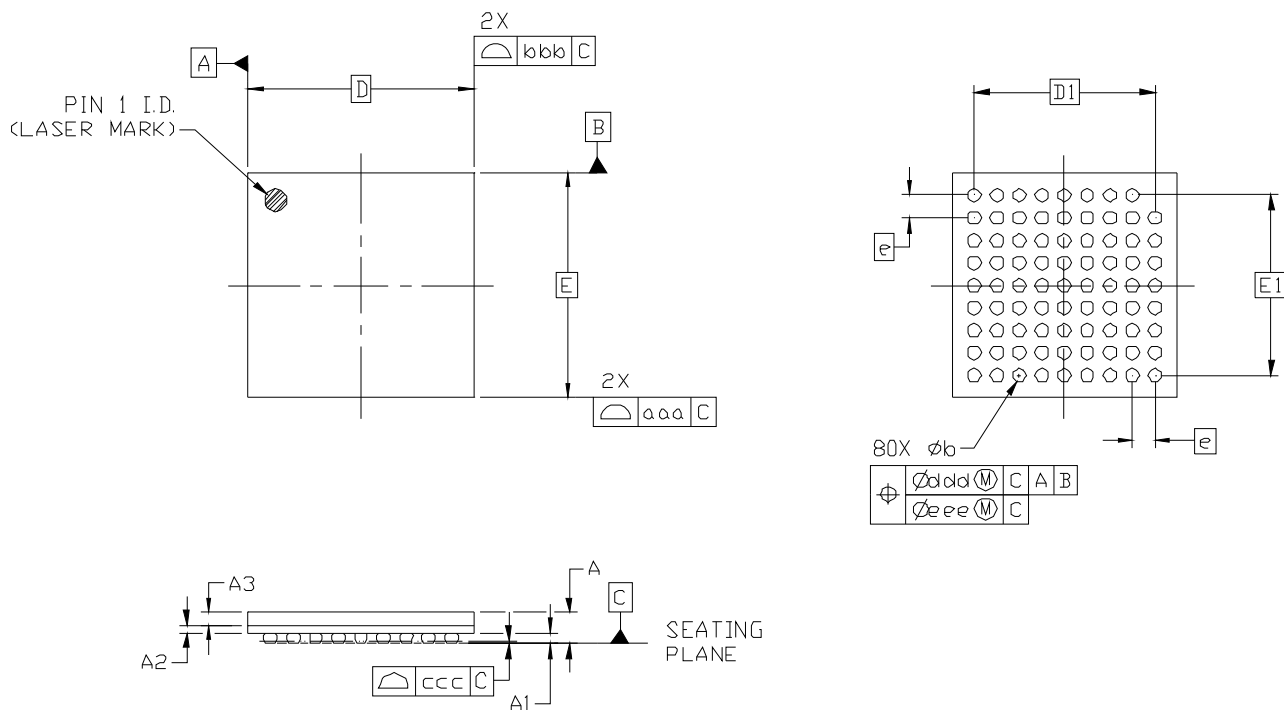 2X
bbb C
A
D
PIN 1 I.D.
(LASER MARK)
B
E
2X
aaa C
D1
e
E1
e
80X Øb
Øddd Ⓜ C A B
Øeee Ⓜ C
A3
A
C
SEATING
PLANE
A2
ccc C
A1